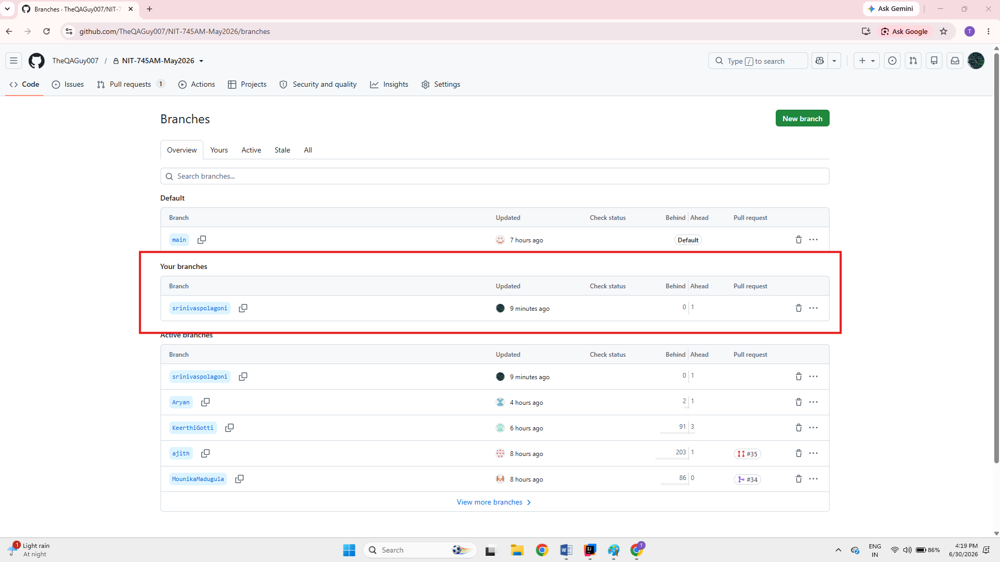 Branches · TheQAGuy007/NIT-7
Ask Gemini
github.com/TheQAGuy007/NIT-745AM-May2026/branches
Ask Google
T
TheQAGuy007 / NIT-745AM-May2026
Type / to search
Code
Issues
Pull requests 1
Actions
Projects
Security and quality
Insights
Settings
Branches
New branch
Overview
Yours
Active
Stale
All
Search branches...
Default
Branch Updated Check status Behind Ahead Pull request
main 7 hours ago Default
Your branches
Branch Updated Check status Behind Ahead Pull request
srinivaspolagoni 9 minutes ago 0 1
Active branches
Branch Updated Check status Behind Ahead Pull request
srinivaspolagoni 9 minutes ago 0 1
Aryan 4 hours ago 2 1
KeerthiGotti 6 hours ago 91 3
ajith 8 hours ago 203 1 #35
MounikaMadugula 8 hours ago 86 0 #34
View more branches
1
Light rain
At night
Search
T
ENG
IN
86%
4:19 PM
6/30/2026